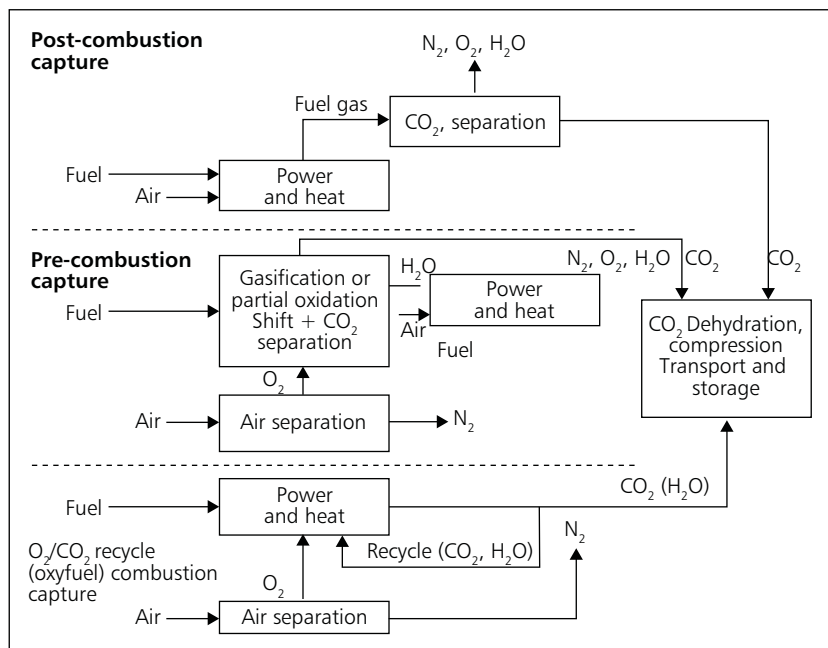 Post-combustion
capture
N₂, O₂, H₂O
Fuel gas
CO₂, separation
Fuel
Air
Power
and heat
Pre-combustion
capture
Gasification or
partial oxidation
Shift + CO₂
separation
H₂O
N₂, O₂, H₂O
CO₂
CO₂
Power
and heat
Fuel
Air
Fuel
CO₂ Dehydration,
compression
Transport and
storage
O₂
Air
Air separation
N₂
Fuel
Power
and heat
CO₂ (H₂O)
N₂
Recycle (CO₂, H₂O)
O₂/CO₂ recycle
(oxyfuel) combustion
capture
O₂
Air
Air separation